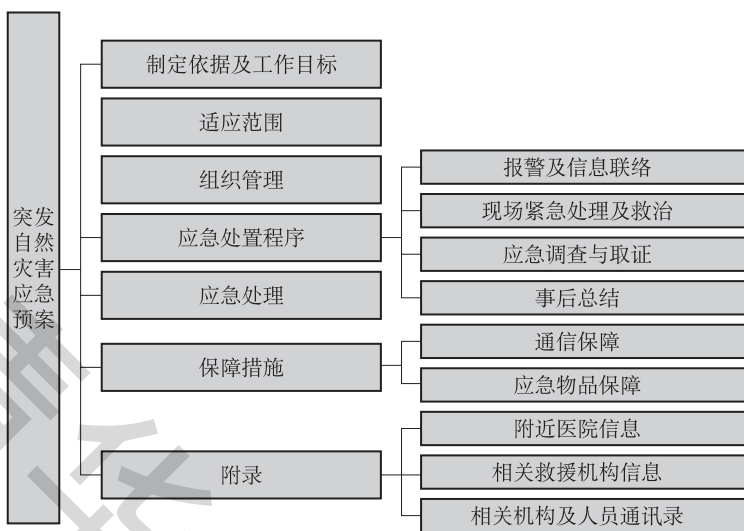 突发
自然
灾害
应急
预案
制定依据及工作目标
适应范围
组织管理
应急处置程序
应急处理
保障措施
附录
报警及信息联络
现场紧急处理及救治
应急调查与取证
事后总结
通信保障
应急物品保障
附近医院信息
相关救援机构信息
相关机构及人员通讯录